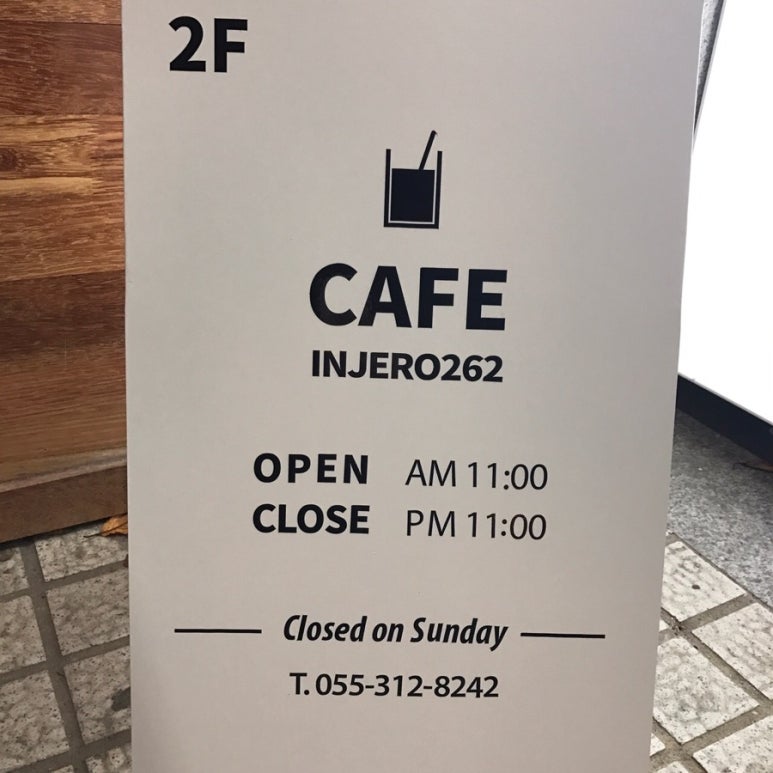 2F
CAFE
INJERO262
OPEN AM 11:00
CLOSE PM 11:00
Closed on Sunday
T. 055-312-8242